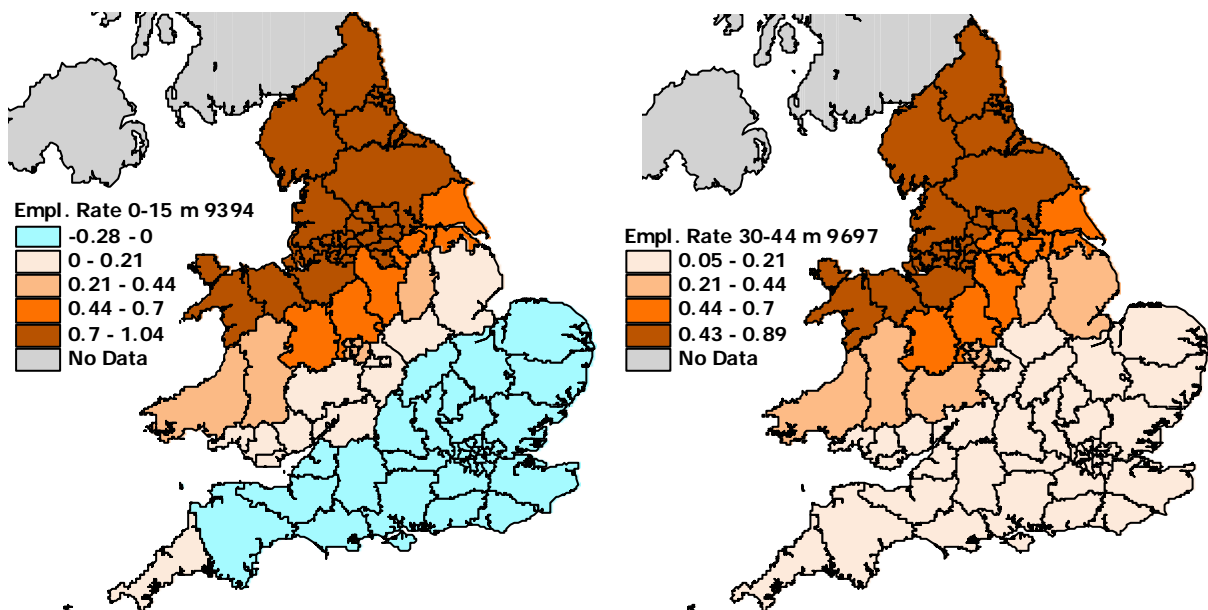 Empl. Rate 0-15 m 9394
-0.28 - 0
0 - 0.21
0.21 - 0.44
0.44 - 0.7
0.7 - 1.04
No Data
Empl. Rate 30-44 m 9697
0.05 - 0.21
0.21 - 0.44
0.44 - 0.7
0.43 - 0.89
No Data